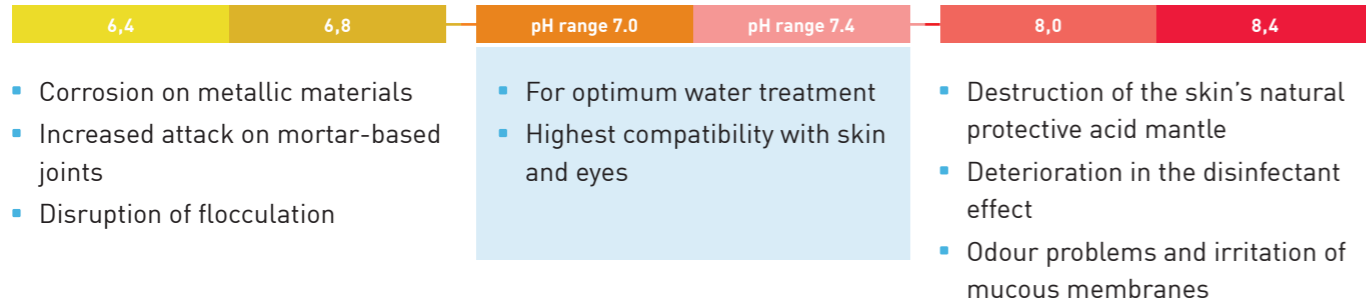 6,4
6,8
pH range 7.0
pH range 7.4
8,0
8,4
Corrosion on metallic materials
Increased attack on mortar-based
joints
Disruption of flocculation
For optimum water treatment
Highest compatibility with skin
and eyes
Destruction of the skin's natural
protective acid mantle
Deterioration in the disinfectant
effect
Odour problems and irritation of
mucous membranes